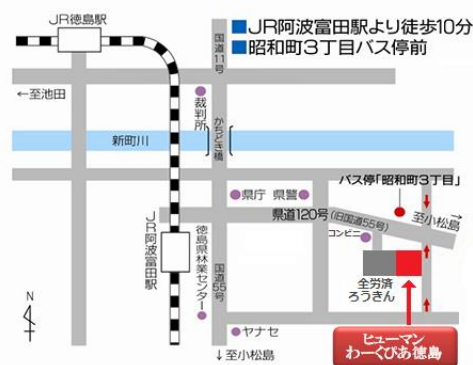 JR徳島駅
■JR阿波富田駅より徒歩10分
■昭和町3丁目バス停前
国道11号
←至池田
裁判所
かちどき橋
新町川
バス停「昭和町3丁目」
県庁 県警
県道120号(旧国道55号)
至小松島→
コンビニ
JR阿波富田駅
徳島県林業センター
国道55号
全労済
ろうきん
N
ヤナセ
ヒューマン
わーくぴあ徳島
↓至小松島